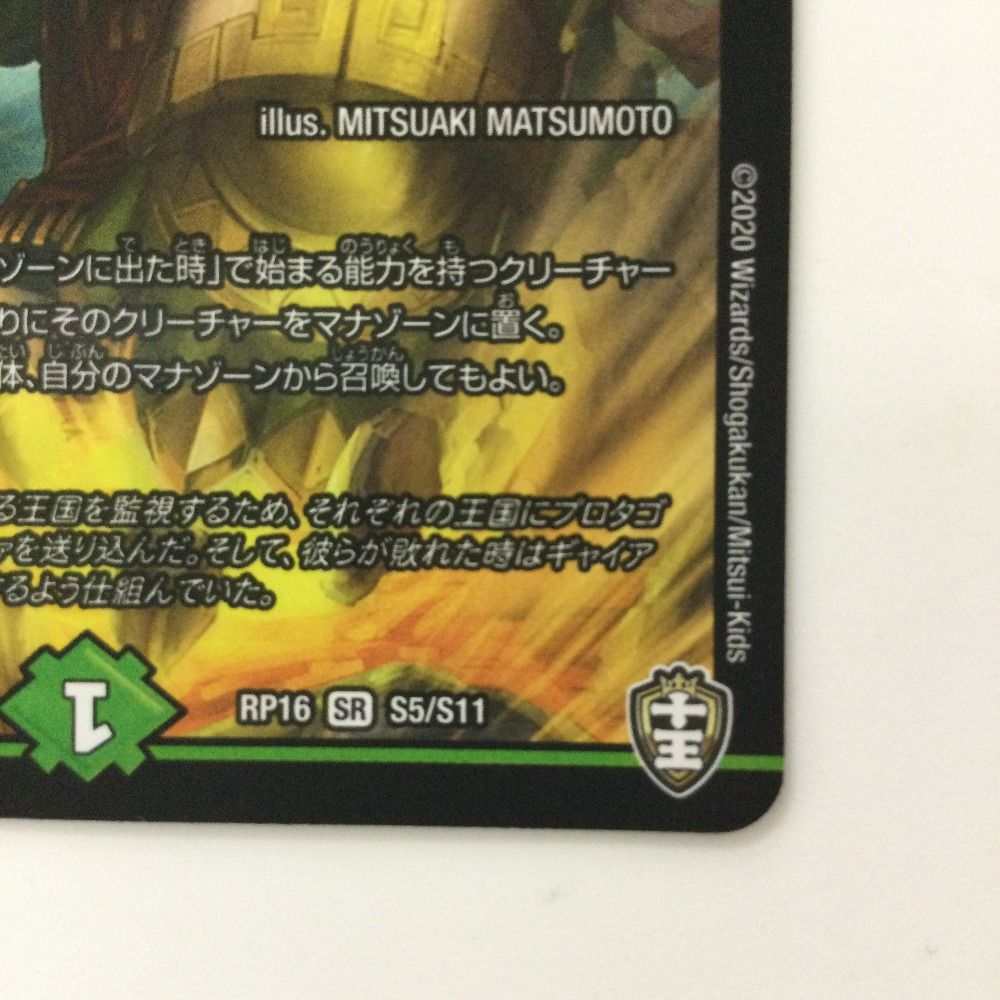 illus. MITSUAKI MATSUMOTO
©2020 Wizards/Shogakukan/Mitsui-Kids
ゾーンに出た時」で始まる能力を持つクリーチャー
りにそのクリーチャーをマナゾーンに置く。
体、自分のマナゾーンから召喚してもよい。
る王国を監視するため、それぞれの王国にプロタゴ
を送り込んだ。そして、彼らが敗れた時はギャイア
するよう仕組んでいた。
1
RP16 SR S5/S11
十王